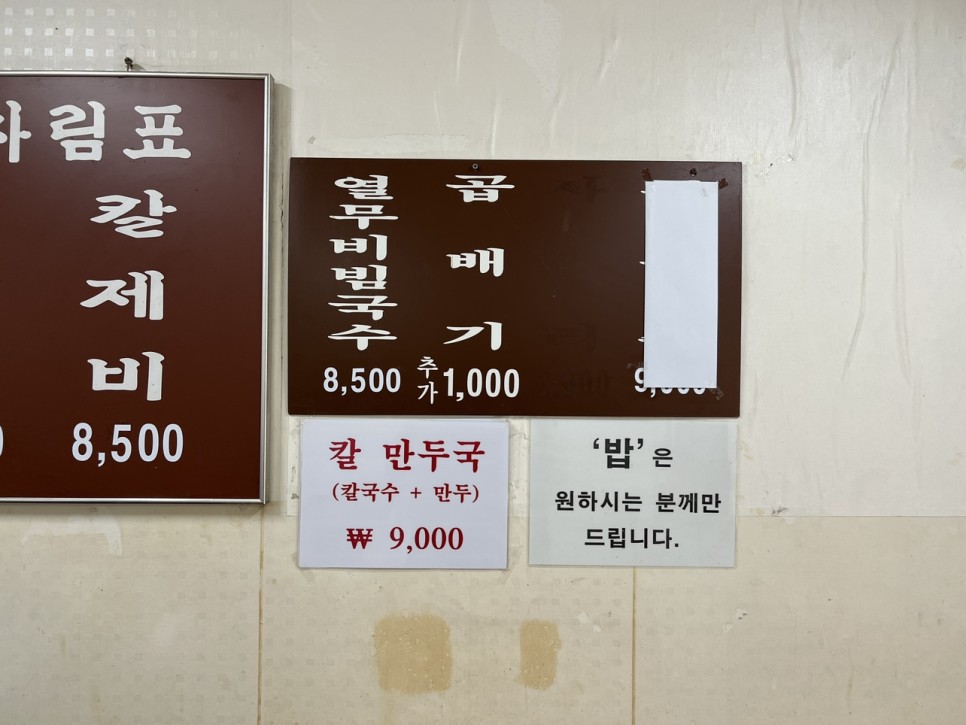 림표
칼제비
8,500
열무비빔국수
8,500
곱배기
추가 1,000
칼 만두국
(칼국수 + 만두)
₩ 9,000
‘밥’은
원하시는 분께만
드립니다.